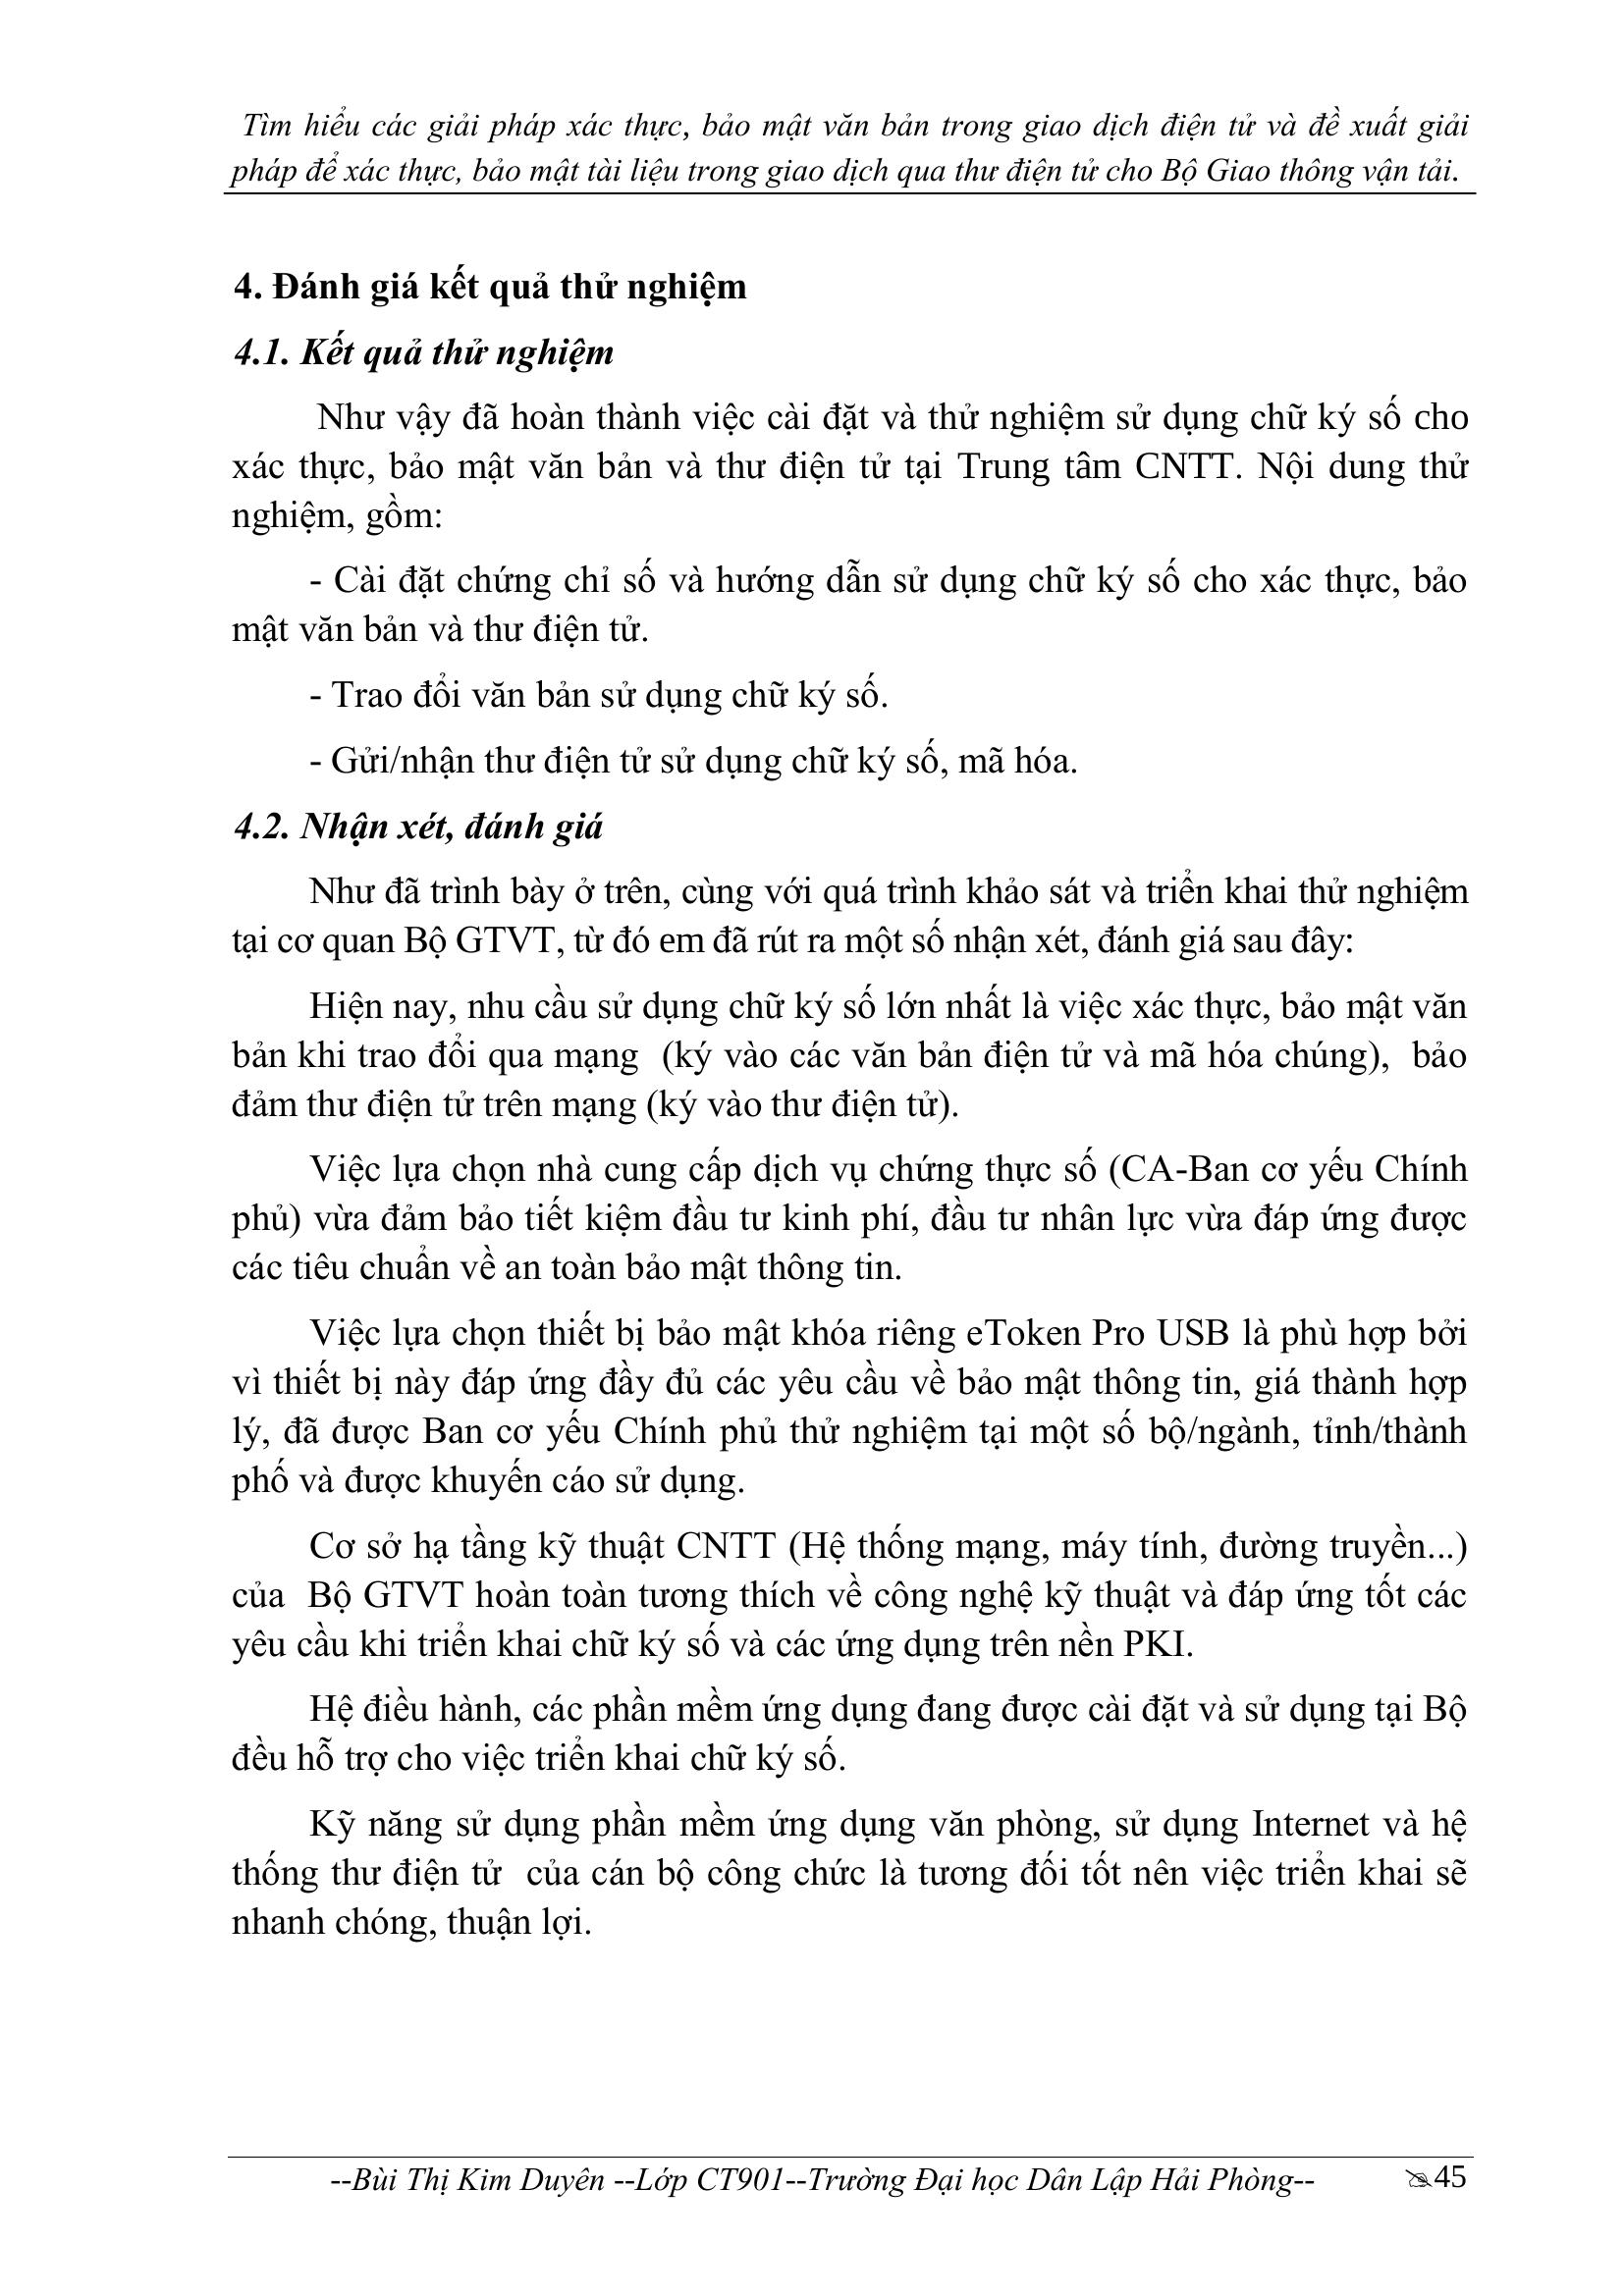 Tìm hiểu các giải pháp xác thực, bảo mật văn bản trong giao dịch điện tử và đề xuất giải
pháp để xác thực, bảo mật tài liệu trong giao dịch qua thư điện tử cho Bộ Giao thông vận tải.
4. Đánh giá kết quả thử nghiệm
4.1. Kết quả thử nghiệm
Như vậy đã hoàn thành việc cài đặt và thử nghiệm sử dụng chữ ký số cho
xác thực, bảo mật văn bản và thư điện tử tại Trung tâm CNTT. Nội dung thử
nghiệm, gồm:
- Cài đặt chứng chỉ số và hướng dẫn sử dụng chữ ký số cho xác thực, bảo
mật văn bản và thư điện tử.
- Trao đổi văn bản sử dụng chữ ký số.
- Gửi/nhận thư điện tử sử dụng chữ ký số, mã hóa.
4.2. Nhận xét, đánh giá
Như đã trình bày ở trên, cùng với quá trình khảo sát và triển khai thử nghiệm
tại cơ quan Bộ GTVT, từ đó em đã rút ra một số nhận xét, đánh giá sau đây:
Hiện nay, nhu cầu sử dụng chữ ký số lớn nhất là việc xác thực, bảo mật văn
bản khi trao đổi qua mạng  (ký vào các văn bản điện tử và mã hóa chúng),  bảo
đảm thư điện tử trên mạng (ký vào thư điện tử).
Việc lựa chọn nhà cung cấp dịch vụ chứng thực số (CA-Ban cơ yếu Chính
phủ) vừa đảm bảo tiết kiệm đầu tư kinh phí, đầu tư nhân lực vừa đáp ứng được
các tiêu chuẩn về an toàn bảo mật thông tin.
Việc lựa chọn thiết bị bảo mật khóa riêng eToken Pro USB là phù hợp bởi
vì thiết bị này đáp ứng đầy đủ các yêu cầu về bảo mật thông tin, giá thành hợp
lý, đã được Ban cơ yếu Chính phủ thử nghiệm tại một số bộ/ngành, tỉnh/thành
phố và được khuyến cáo sử dụng.
Cơ sở hạ tầng kỹ thuật CNTT (Hệ thống mạng, máy tính, đường truyền...)
của  Bộ GTVT hoàn toàn tương thích về công nghệ kỹ thuật và đáp ứng tốt các
yêu cầu khi triển khai chữ ký số và các ứng dụng trên nền PKI.
Hệ điều hành, các phần mềm ứng dụng đang được cài đặt và sử dụng tại Bộ
đều hỗ trợ cho việc triển khai chữ ký số.
Kỹ năng sử dụng phần mềm ứng dụng văn phòng, sử dụng Internet và hệ
thống thư điện tử  của cán bộ công chức là tương đối tốt nên việc triển khai sẽ
nhanh chóng, thuận lợi.
--Bùi Thị Kim Duyên --Lớp CT901--Trường Đại học Dân Lập Hải Phòng-- 45